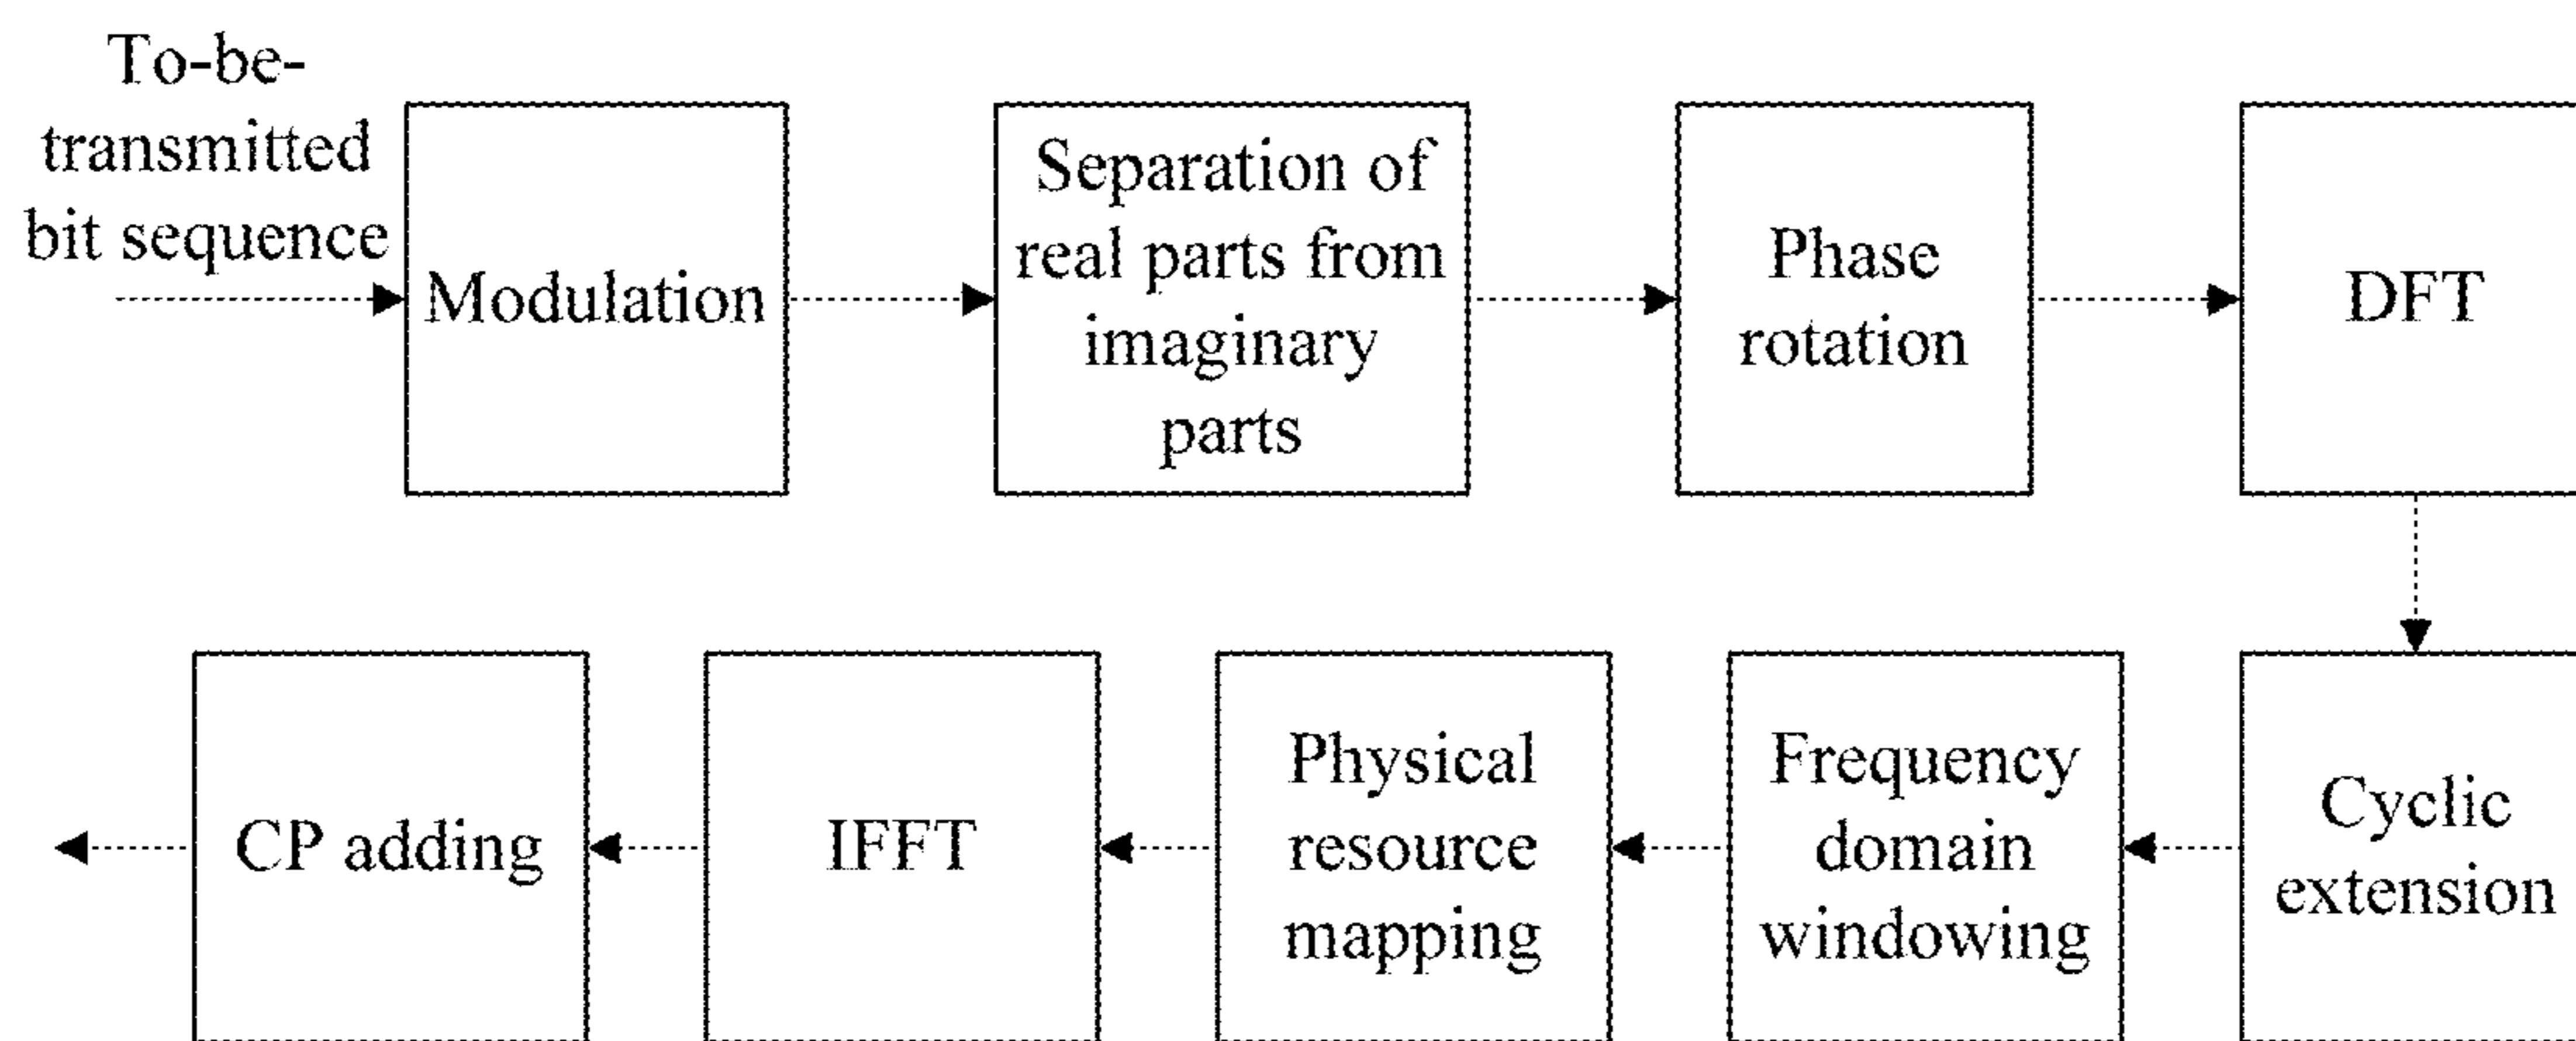 To-be-
transmitted
bit sequence
Modulation
Separation of
real parts from
imaginary
parts
Phase
rotation
DFT
Cyclic
extension
Frequency
domain
windowing
Physical
resource
mapping
IFFT
CP adding